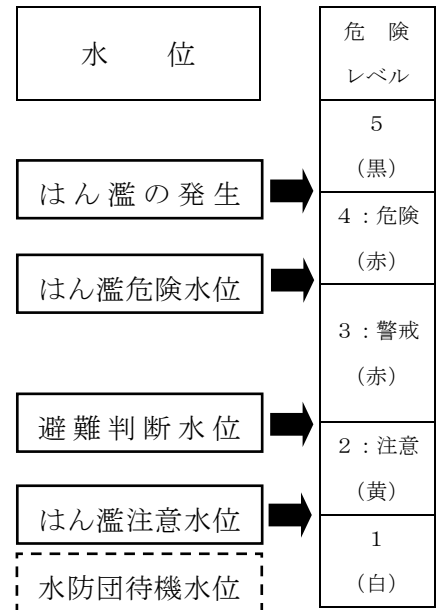 水 位
はん濫の発生
はん濫危険水位
避難判断水位
はん濫注意水位
水防団待機水位
危 険
レベル
5
(黒)
4:危険
(赤)
3:警戒
(赤)
2:注意
(黄)
1
(白)